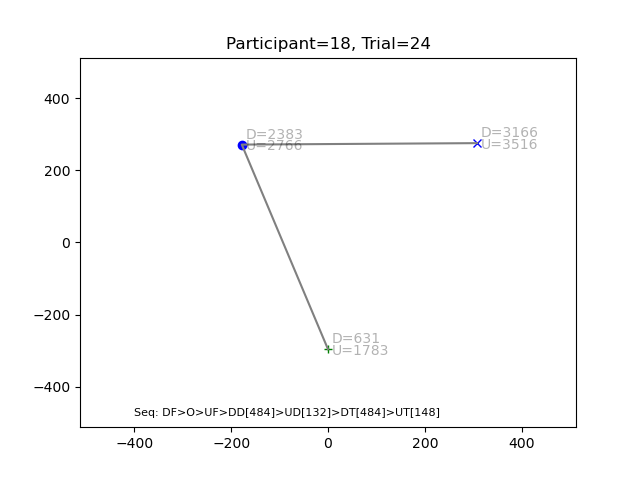 Participant=18, Trial=24
400
200
0
−200
−400
D=2383
U=2766
D=3166
U=3516
D=631
U=1783
Seq: DF>O>UF>DD[484]>UD[132]>DT[484]>UT[148]
−400 −200 0 200 400